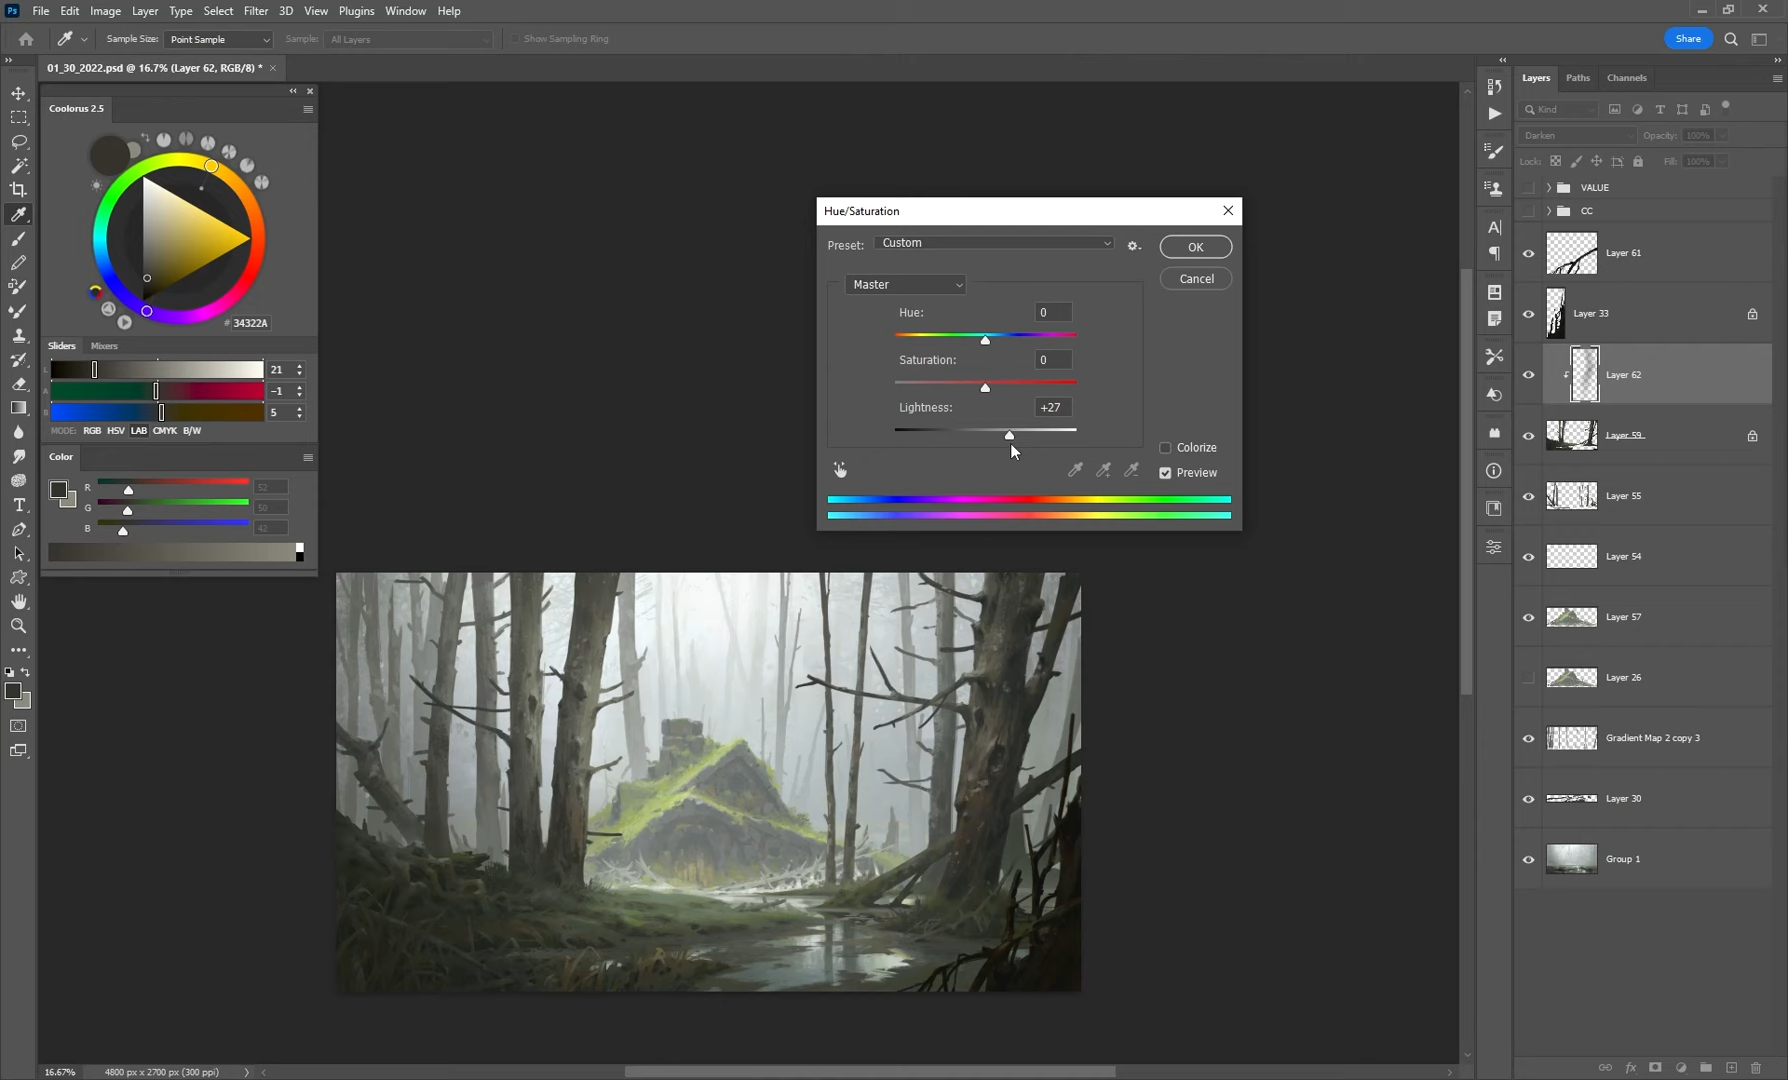 Ps File Edit Image Layer Type Select Filter 3D View Plugins Window Help
Sample Size: Point Sample Sample: All Layers Show Sampling Ring Share
01_30_2022.psd @ 16.7% (Layer 62, RGB/8) * ×
Coolorus 2.5
# 34322A
Sliders Mixers
L 21
A −1
B 5
MODE: RGB HSV LAB CMYK B/W
Color
R 52
G 50
B 42
Hue/Saturation
Preset: Custom
OK
Master
Cancel
Hue: 0
Saturation: 0
Lightness: +27
Colorize
Preview
Layers Paths Channels
Kind
Darken Opacity: 100%
Lock: Fill: 100%
VALUE
CC
Layer 61
Layer 33
Layer 62
Layer 59
Layer 55
Layer 54
Layer 57
Layer 26
Gradient Map 2 copy 3
Layer 30
Group 1
16.67% 4800 px x 2700 px (300 ppi)